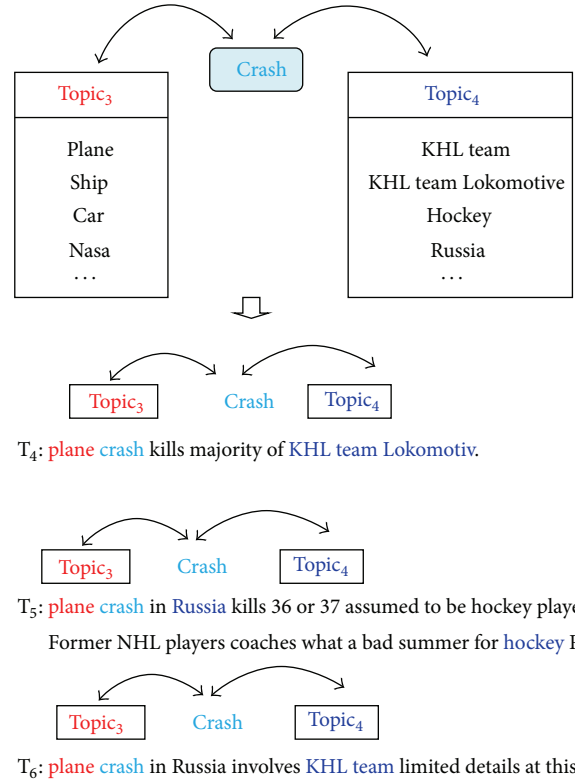 Crash
Topic₃
Topic₄
Plane
Ship
Car
Nasa
...
KHL team
KHL team Lokomotive
Hockey
Russia
...
Topic₃ Crash Topic₄
T₄: plane crash kills majority of KHL team Lokomotiv.
Topic₃ Crash Topic₄
T₅: plane crash in Russia kills 36 or 37 assumed to be hockey
Former NHL players coaches what a bad summer for hockey
Topic₃ Crash Topic₄
T₆: plane crash in Russia involves KHL team limited details at this